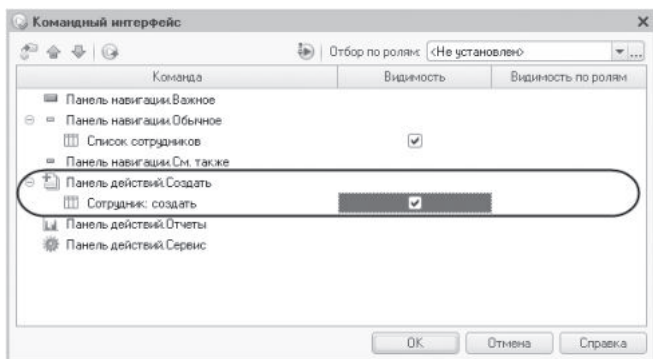 Командный интерфейс
Отбор по ролям: <Не установлен>
Команда Видимость Видимость по ролям
Панель навигации.Важное
Панель навигации.Обычное
Список сотрудников
Панель навигации.См. также
Панель действий.Создать
Сотрудник: создать
Панель действий.Отчеты
Панель действий.Сервис
OK Отмена Справка